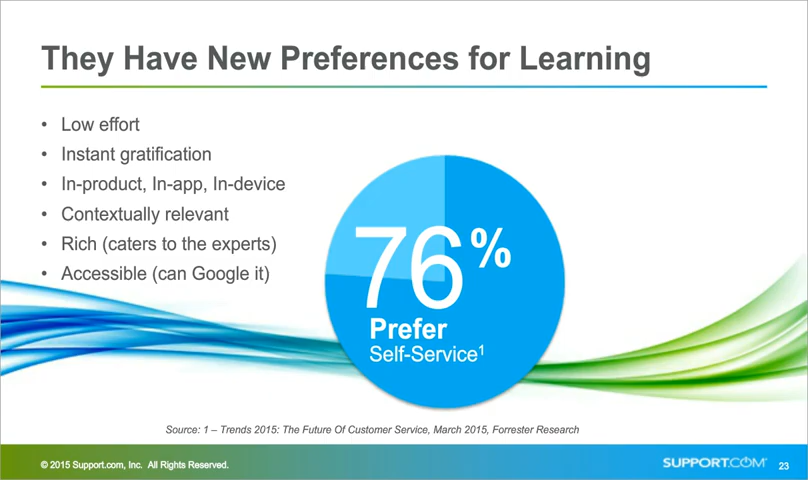 They Have New Preferences for Learning
• Low effort
• Instant gratification
• In-product, In-app, In-device
• Contextually relevant
• Rich (caters to the experts)
• Accessible (can Google it)
76%
Prefer
Self-Service1
Source: 1 – Trends 2015: The Future Of Customer Service, March 2015, Forrester Research
© 2015 Support.com, Inc. All Rights Reserved.
SUPPORT.COM
23